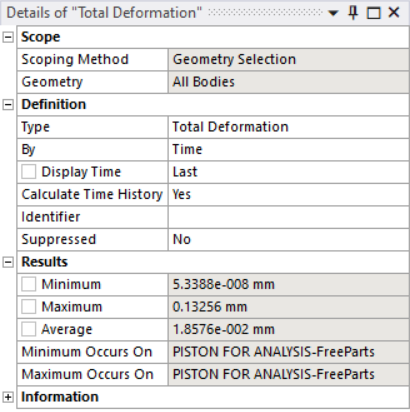 Details of "Total Deformation"
Scope
Scoping Method Geometry Selection
Geometry All Bodies
Definition
Type Total Deformation
By Time
Display Time Last
Calculate Time History Yes
Identifier
Suppressed No
Results
Minimum 5.3388e-008 mm
Maximum 0.13256 mm
Average 1.8576e-002 mm
Minimum Occurs On PISTON FOR ANALYSIS-FreeParts
Maximum Occurs On PISTON FOR ANALYSIS-FreeParts
Information